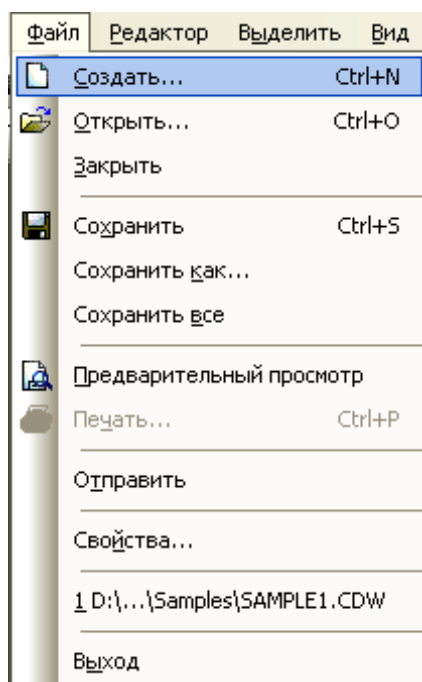 Файл Редактор Выделить Вид
Создать... Ctrl+N
Открыть... Ctrl+O
Закрыть
Сохранить Ctrl+S
Сохранить как...
Сохранить все
Предварительный просмотр
Печать... Ctrl+P
Отправить
Свойства...
1 D:\...\Samples\SAMPLE1.CDW
Выход